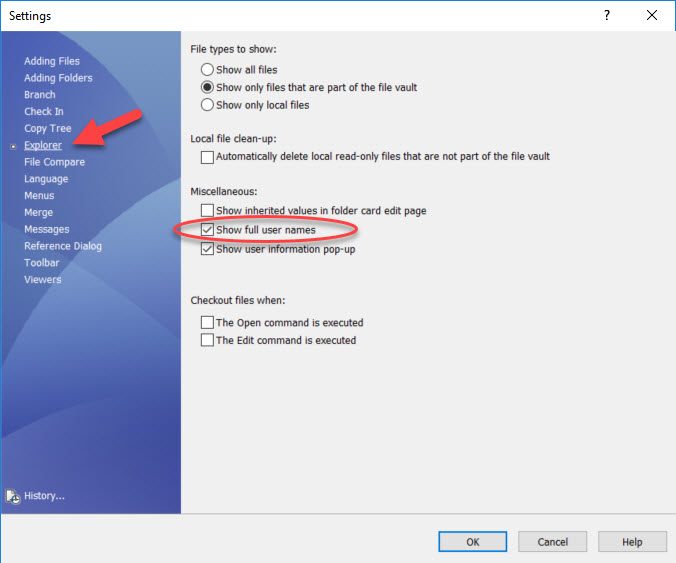 Settings
?
Adding Files
Adding Folders
Branch
Check In
Copy Tree
Explorer
File Compare
Language
Menus
Merge
Messages
Reference Dialog
Toolbar
Viewers
History...
File types to show:
Show all files
Show only files that are part of the file vault
Show only local files
Local file clean-up:
Automatically delete local read-only files that are not part of the file vault
Miscellaneous:
Show inherited values in folder card edit page
Show full user names
Show user information pop-up
Checkout files when:
The Open command is executed
The Edit command is executed
OK
Cancel
Help